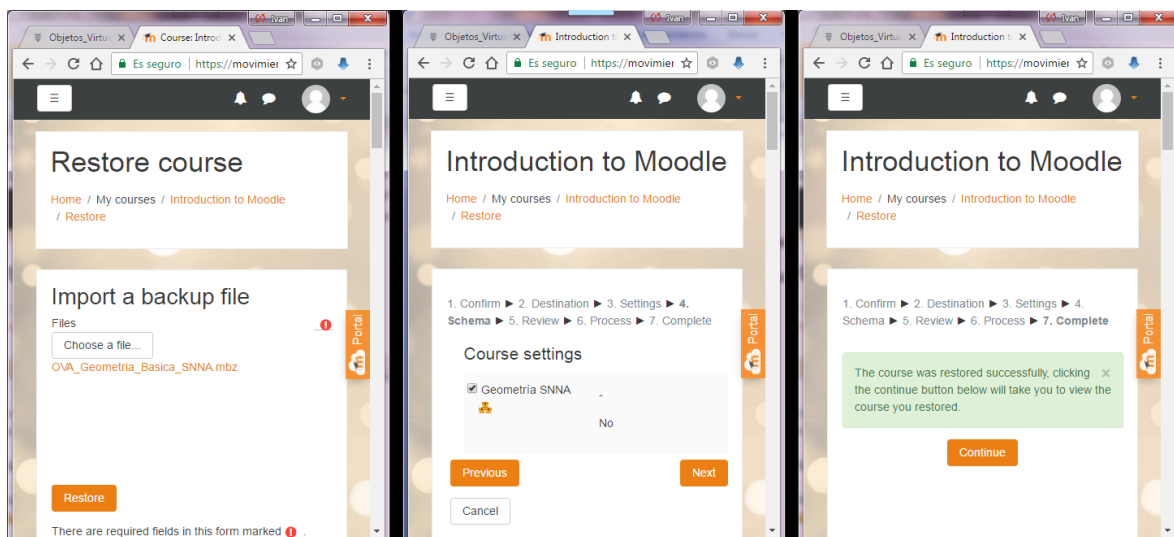 Ivan
Objetos_Virtu
Course: Introd
Es seguro | https://movimier
Restore course
Home / My courses / Introduction to Moodle
/ Restore
Import a backup file
Files
Choose a file...
OVA_Geometria_Basica_SNNA.mbz
Portal
Restore
There are required fields in this form marked .
Ivan
Objetos_Virtu
Introduction t
Es seguro | https://movimier
Introduction to Moodle
Home / My courses / Introduction to Moodle
/ Restore
1. Confirm ► 2. Destination ► 3. Settings ► 4.
Schema ► 5. Review ► 6. Process ► 7. Complete
Portal
Course settings
Geometría SNNA
-
No
Previous
Next
Cancel
Ivan
Objetos_Virtu
Introduction t
Es seguro | https://movimier
Introduction to Moodle
Home / My courses / Introduction to Moodle
/ Restore
1. Confirm ► 2. Destination ► 3. Settings ► 4.
Schema ► 5. Review ► 6. Process ► 7. Complete
Portal
The course was restored successfully, clicking
the continue button below will take you to view the
course you restored.
Continue